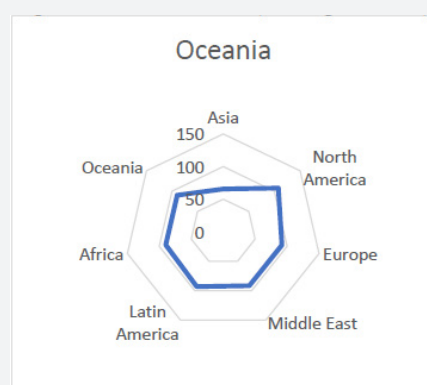 Oceania
Asia
150
North
America
100
Oceania
50
0
Africa
Europe
Latin
America
Middle East